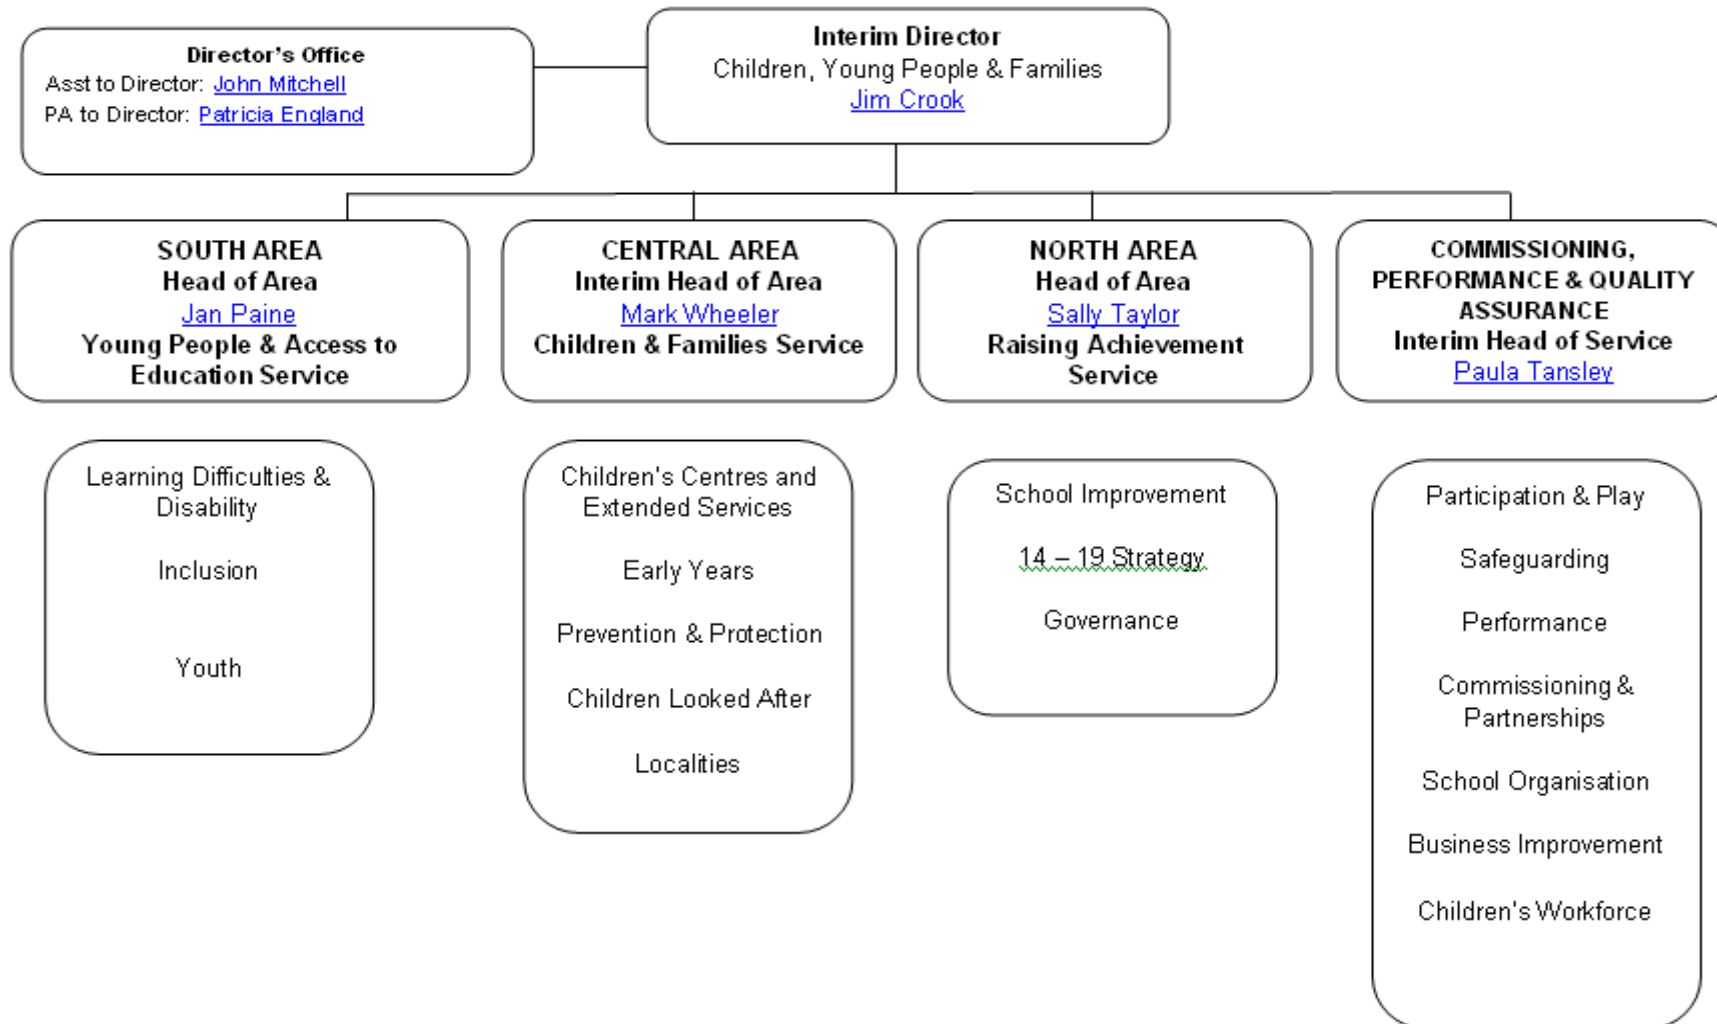 Director's Office
Asst to Director: John Mitchell
PA to Director: Patricia England
Interim Director
Children, Young People & Families
Jim Crook
SOUTH AREA
Head of Area
Jan Paine
Young People & Access to
Education Service
CENTRAL AREA
Interim Head of Area
Mark Wheeler
Children & Families Service
NORTH AREA
Head of Area
Sally Taylor
Raising Achievement
Service
COMMISSIONING,
PERFORMANCE & QUALITY
ASSURANCE
Interim Head of Service
Paula Tansley
Learning Difficulties &
Disability
Inclusion
Youth
Children's Centres and
Extended Services
Early Years
Prevention & Protection
Children Looked After
Localities
School Improvement
14 – 19 Strategy
Governance
Participation & Play
Safeguarding
Performance
Commissioning &
Partnerships
School Organisation
Business Improvement
Children's Workforce